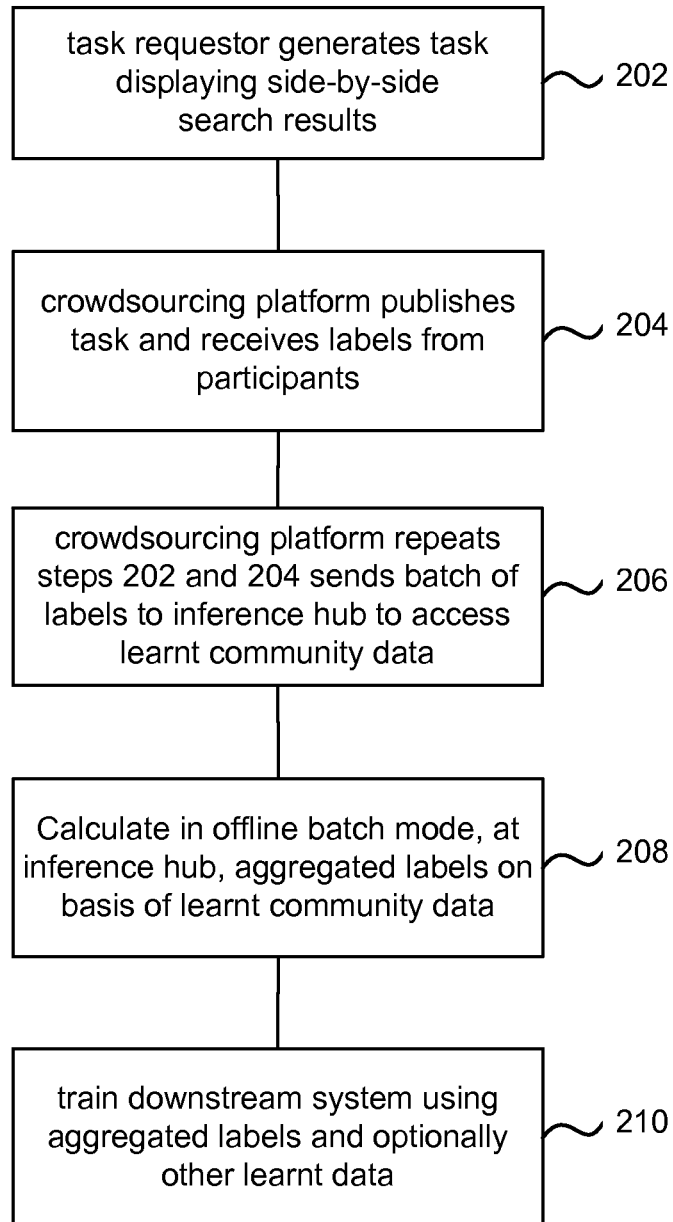 task requestor generates task
displaying side-by-side
search results
202
crowdsourcing platform publishes
task and receives labels from
participants
204
crowdsourcing platform repeats
steps 202 and 204 sends batch of
labels to inference hub to access
learnt community data
206
Calculate in offline batch mode, at
inference hub, aggregated labels on
basis of learnt community data
208
train downstream system using
aggregated labels and optionally
other learnt data
210